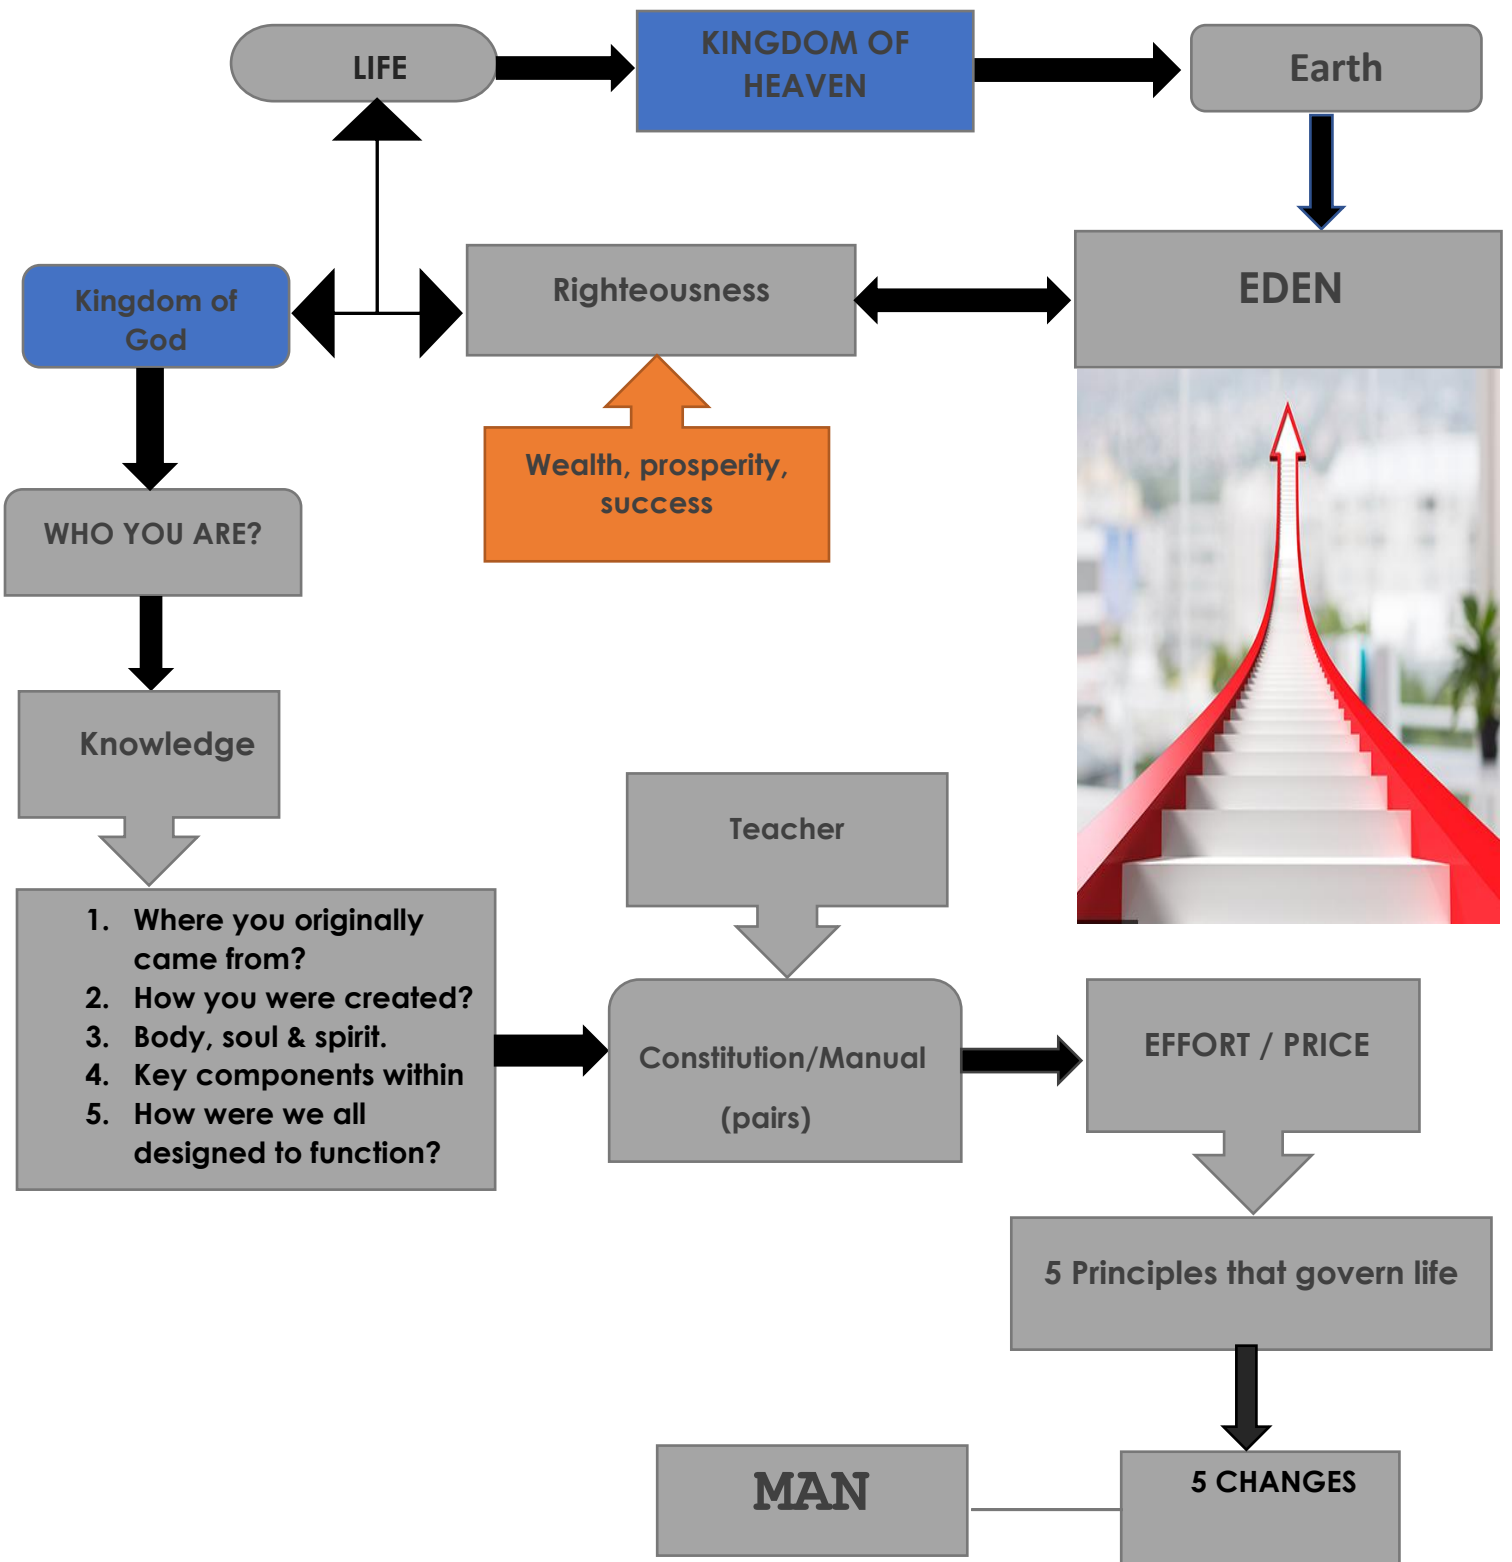 LIFE
KINGDOM OF
HEAVEN
Earth
Kingdom of
God
Righteousness
EDEN
Wealth, prosperity,
success
WHO YOU ARE?
Knowledge
Teacher
1. Where you originally
came from?
2. How you were created?
3. Body, soul & spirit.
4. Key components within
5. How were we all
designed to function?
Constitution/Manual
(pairs)
EFFORT / PRICE
5 Principles that govern life
MAN
5 CHANGES